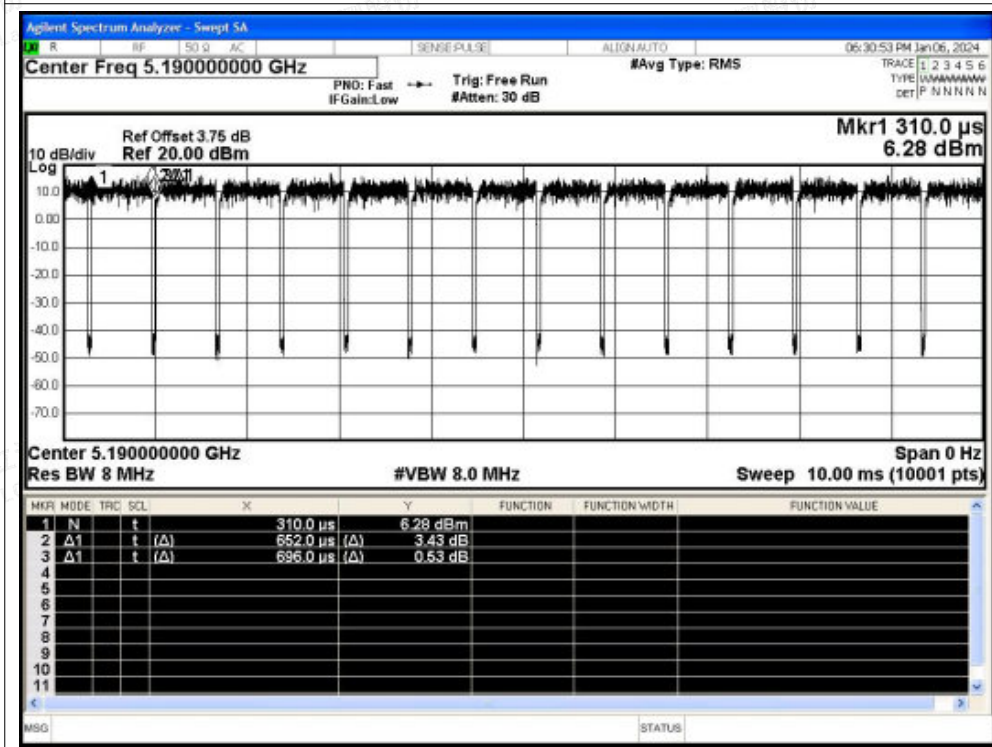 Agilent Spectrum Analyzer - Swept SA
R RF 50 Ω AC SENSE:PULSE ALIGNAUTO 06:30:53 PM Jan 06, 2024
Center Freq 5.190000000 GHz
#Avg Type: RMS
TRACE 1 2 3 4 5 6
PNO: Fast
Trig: Free Run
TYPE
IFGain:Low
#Atten: 30 dB
DET P N N N N N
Mkr1 310.0 µs
Ref Offset 3.75 dB
10 dB/div Ref 20.00 dBm
6.28 dBm
Log
1
10.0
0.00
-10.0
-20.0
-30.0
-40.0
-50.0
-60.0
-70.0
Center 5.190000000 GHz Span 0 Hz
Res BW 8 MHz #VBW 8.0 MHz Sweep 10.00 ms (10001 pts)
MKR MODE TRC SCL X Y FUNCTION FUNCTION WIDTH FUNCTION VALUE
1 N t 310.0 µs 6.28 dBm
2 Δ1 t (Δ) 652.0 µs (Δ) 3.43 dB
3 Δ1 t (Δ) 696.0 µs (Δ) 0.53 dB
4
5
6
7
8
9
10
11
MSG STATUS